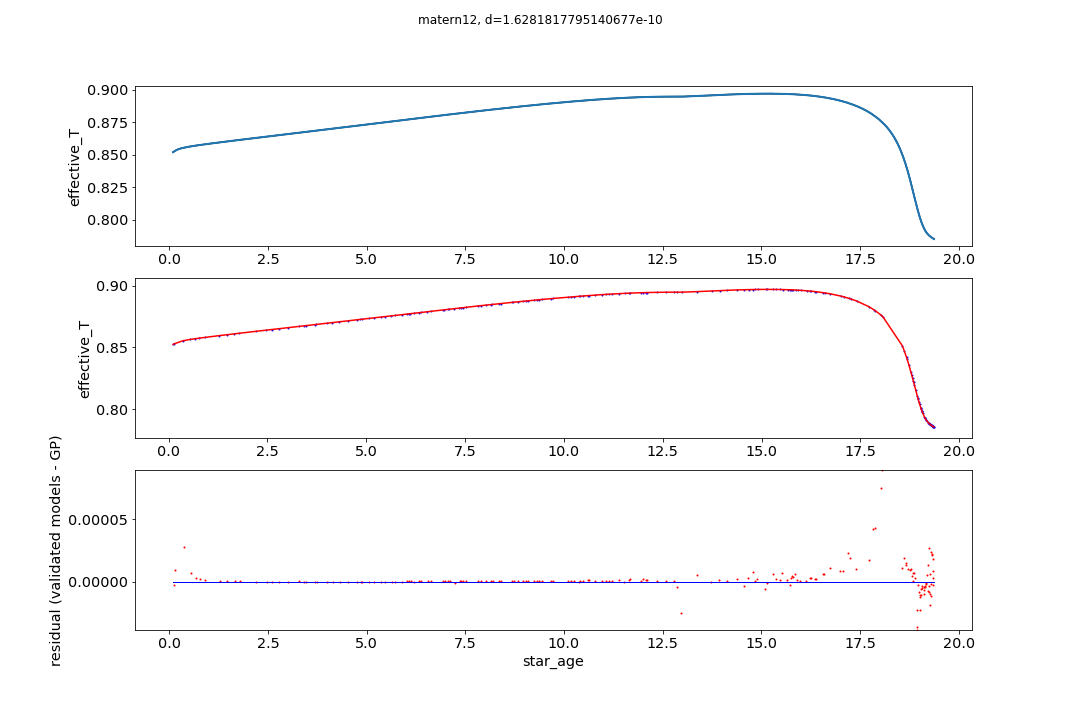 matern12, d=1.6281817795140677e-10
0.900
0.875
0.850
0.825
0.800
effective_T
0.0 2.5 5.0 7.5 10.0 12.5 15.0 17.5 20.0
0.90
0.85
0.80
effective_T
0.0 2.5 5.0 7.5 10.0 12.5 15.0 17.5 20.0
0.00005
0.00000
residual (validated models - GP)
0.0 2.5 5.0 7.5 10.0 12.5 15.0 17.5 20.0
star_age